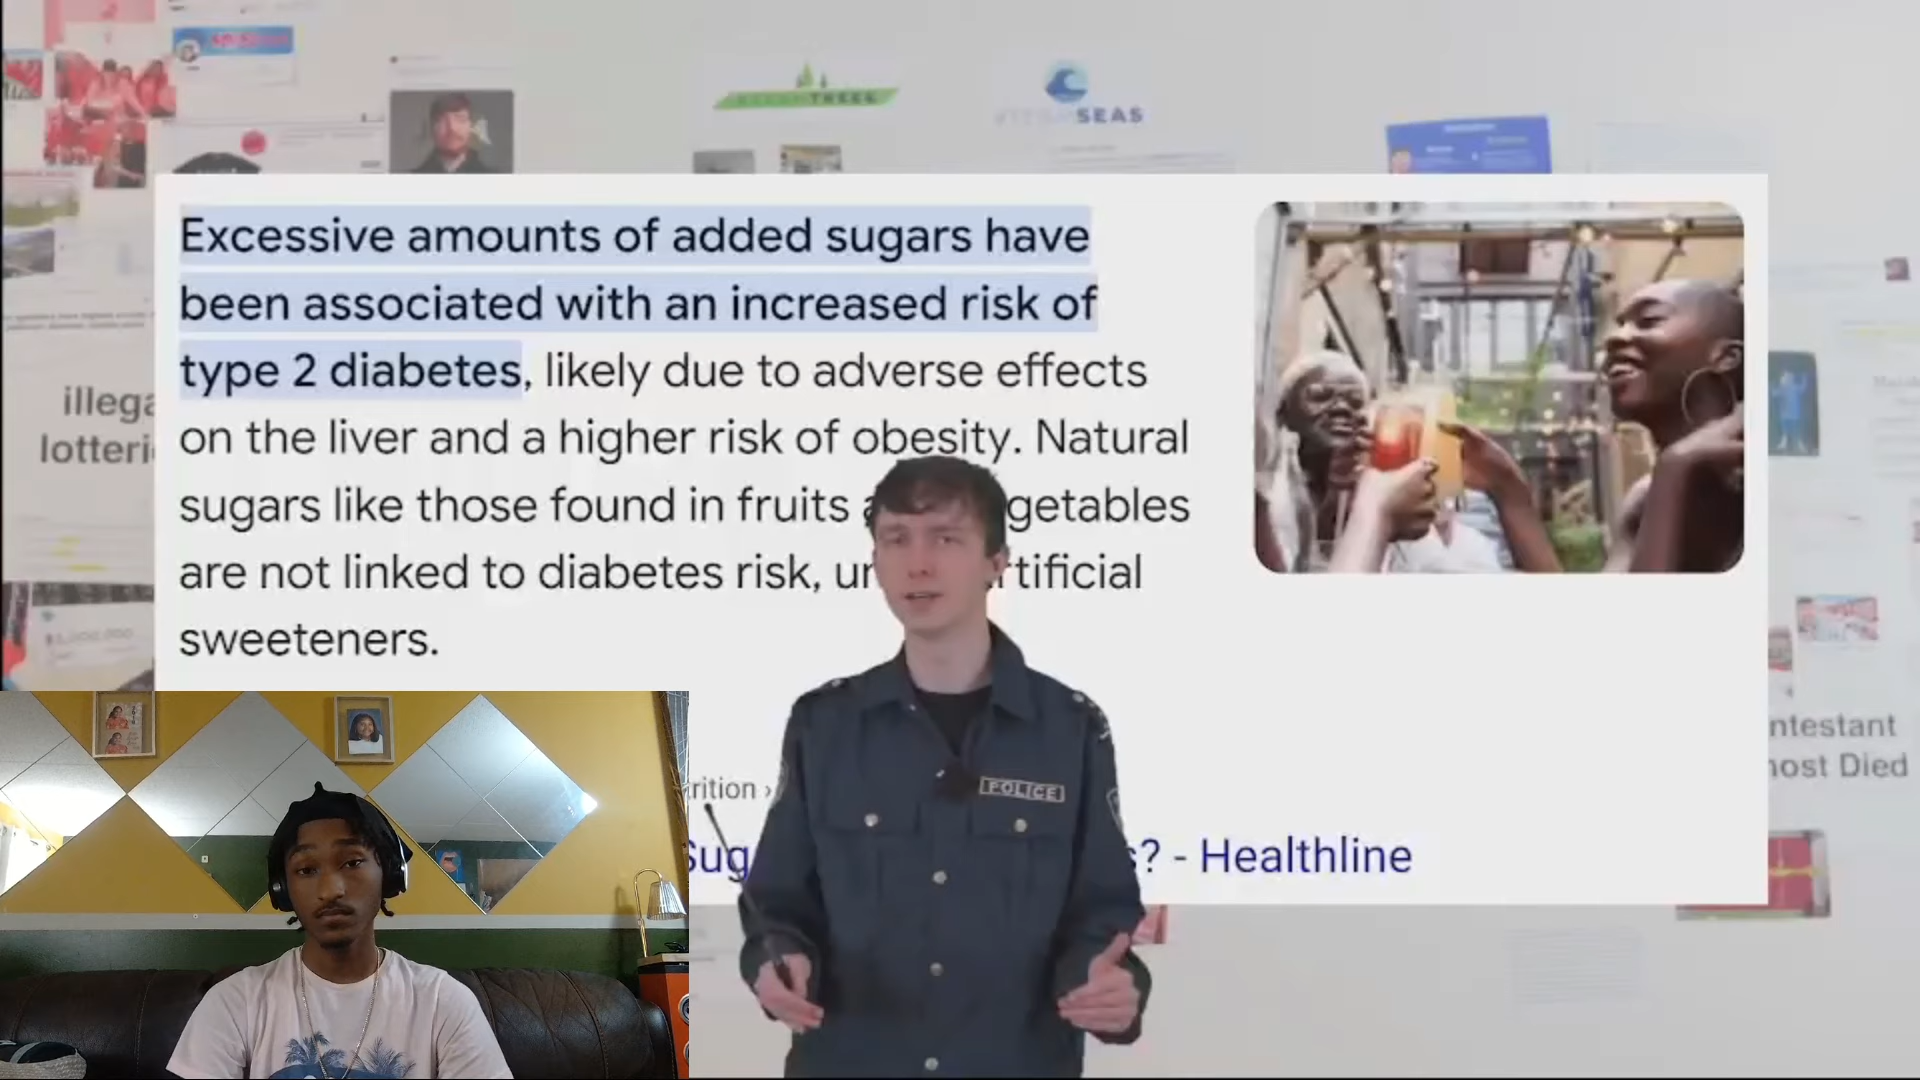 TREES
SEAS
Excessive amounts of added sugars have
been associated with an increased risk of
type 2 diabetes, likely due to adverse effects
on the liver and a higher risk of obesity. Natural
sugars like those found in fruits getables
are not linked to diabetes risk, un rtificial
sweeteners.
illega
lotteri
ntestant
ost Died
rition ›
POLICE
Sug s? - Healthline